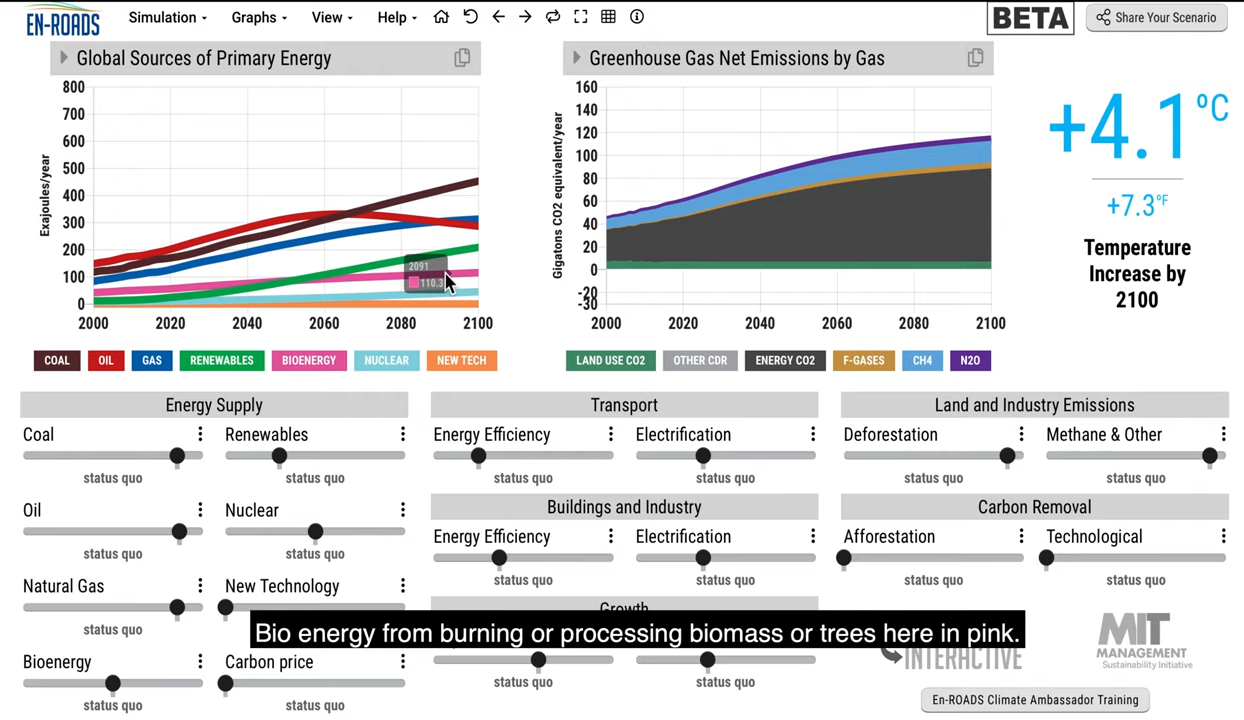 EN-ROADS
Simulation
Graphs
View
Help
BETA
Share Your Scenario
Global Sources of Primary Energy
800
700
600
500
400
300
200
100
0
Exajoules/year
2091
110.3
2000 2020 2040 2060 2080 2100
COAL OIL GAS RENEWABLES BIOENERGY NUCLEAR NEW TECH
Greenhouse Gas Net Emissions by Gas
160
140
120
100
80
60
40
20
0
-20
-30
Gigatons CO2 equivalent/year
2000 2020 2040 2060 2080 2100
LAND USE CO2 OTHER CDR ENERGY CO2 F-GASES CH4 N2O
+4.1°C
+7.3°F
Temperature
Increase by
2100
Energy Supply
Coal
status quo
Renewables
status quo
Oil
status quo
Nuclear
status quo
Natural Gas
status quo
New Technology
Bioenergy
status quo
Carbon price
status quo
Transport
Energy Efficiency
status quo
Electrification
status quo
Buildings and Industry
Energy Efficiency
status quo
Electrification
status quo
Growth
status quo
status quo
Land and Industry Emissions
Deforestation
status quo
Methane & Other
status quo
Carbon Removal
Afforestation
status quo
Technological
status quo
Bio energy from burning or processing biomass or trees here in pink.
INTERACTIVE
MIT
MANAGEMENT
Sustainability Initiative
En-ROADS Climate Ambassador Training